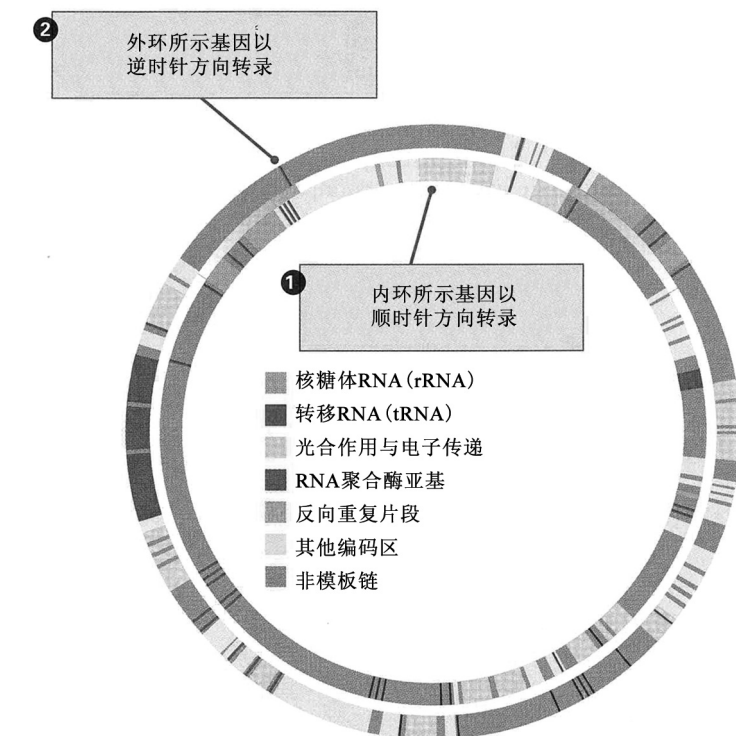 2
外环所示基因以
逆时针方向转录
1
内环所示基因以
顺时针方向转录
核糖体RNA(rRNA)
转移RNA(tRNA)
光合作用与电子传递
RNA聚合酶亚基
反向重复片段
其他编码区
非模板链